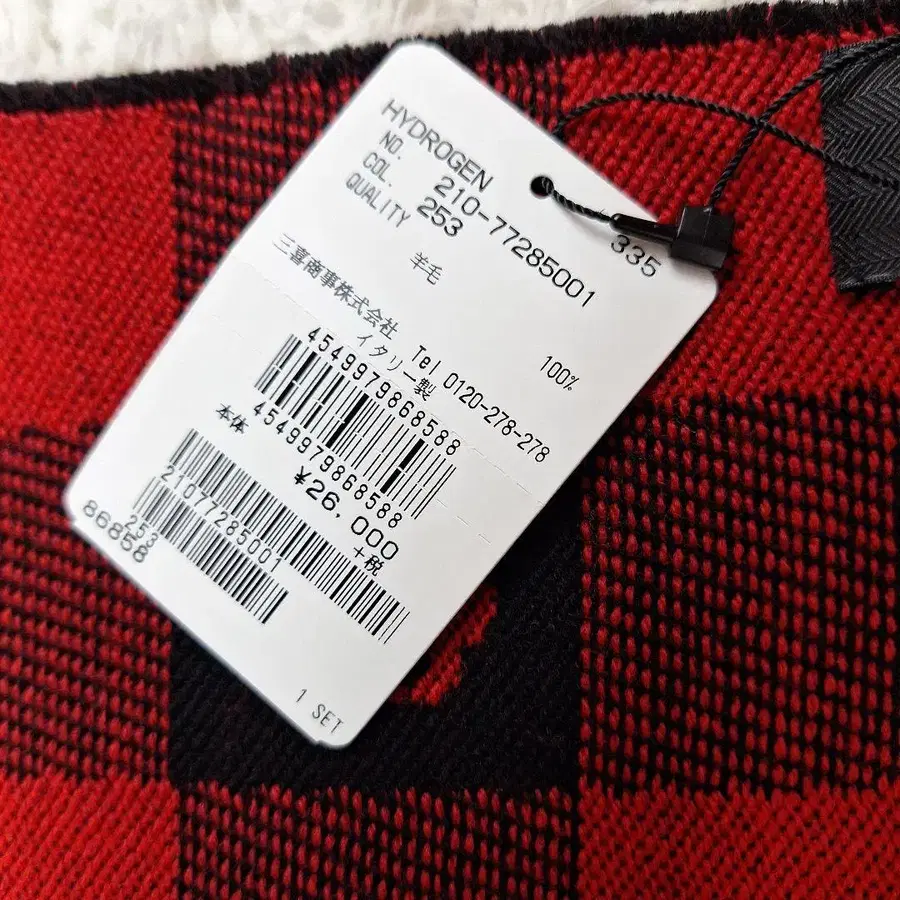 HYDROGEN
335
NO. 210-77285001
COL. 253
QUALITY
羊毛 100%
三喜商事株式会社 Tel 0120-278-278
イタリー製
4549979868588
4549979868588
本体 ¥26,000 +税
21077285001
253
86858
1 SET